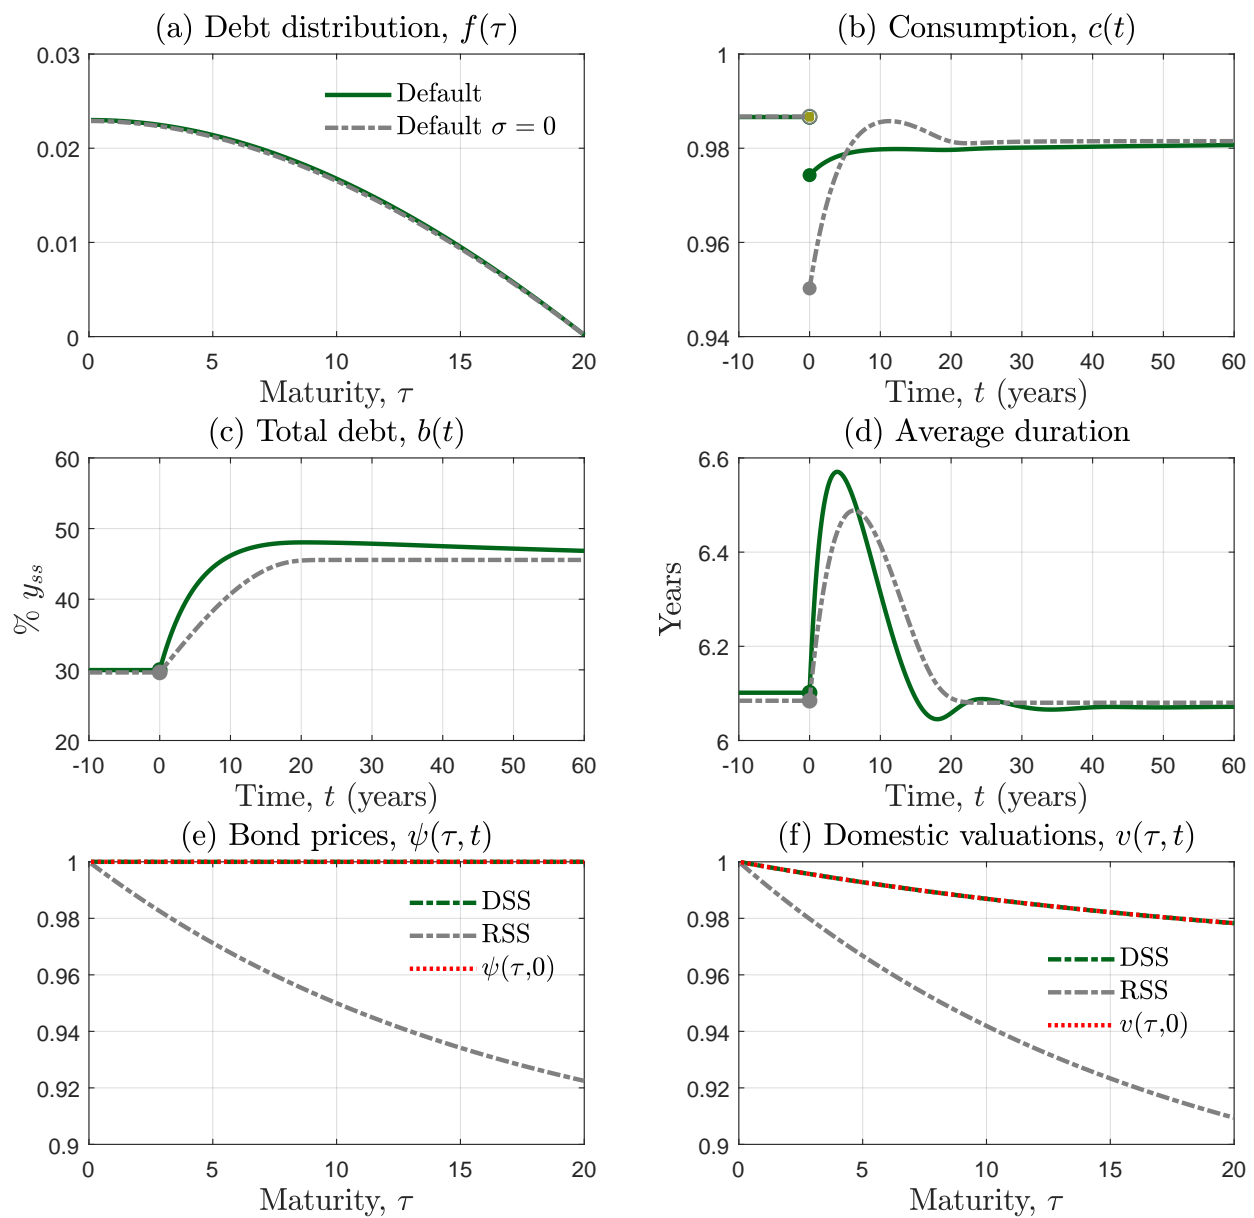 (a) Debt distribution, f(τ)
0.03
0.02
0.01
0
Default
Default σ = 0
0 5 10 15 20
Maturity, τ
(b) Consumption, c(t)
1
0.98
0.96
0.94
-10 0 10 20 30 40 50 60
Time, t (years)
(c) Total debt, b(t)
60
50
40
30
20
% y_ss
-10 0 10 20 30 40 50 60
Time, t (years)
(d) Average duration
6.6
6.4
6.2
6
Years
-10 0 10 20 30 40 50 60
Time, t (years)
(e) Bond prices, ψ(τ, t)
1
0.98
0.96
0.94
0.92
0.9
DSS
RSS
ψ(τ,0)
0 5 10 15 20
Maturity, τ
(f) Domestic valuations, v(τ, t)
1
0.98
0.96
0.94
0.92
0.9
DSS
RSS
v(τ,0)
0 5 10 15 20
Maturity, τ